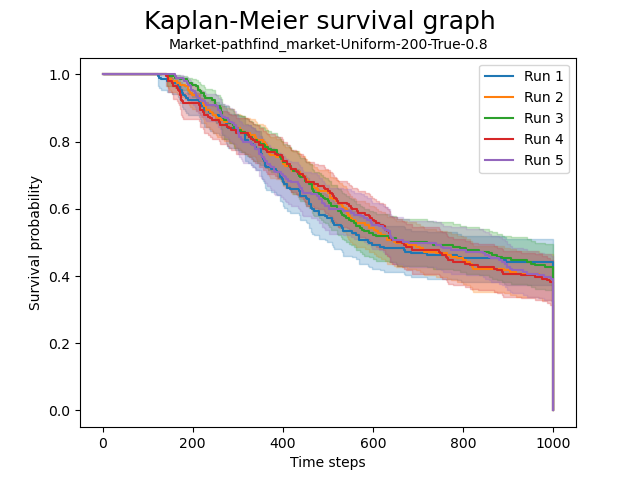 Kaplan-Meier survival graph
Market-pathfind_market-Uniform-200-True-0.8
Survival probability
1.0
0.8
0.6
0.4
0.2
0.0
Run 1
Run 2
Run 3
Run 4
Run 5
0 200 400 600 800 1000
Time steps